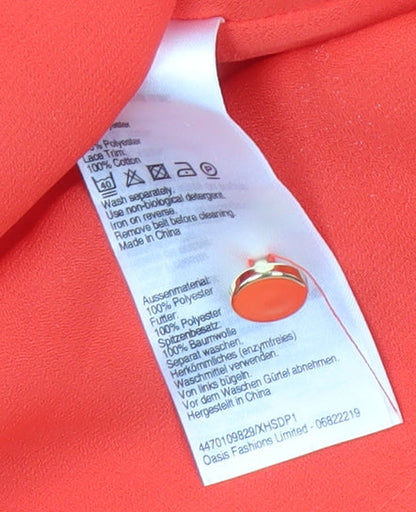 Polyester
100% Polyester
Lace Trim:
100% Cotton
40
Wash separately.
Use non-biological detergent.
Iron on reverse.
Remove belt before cleaning.
Made in China
Aussenmaterial:
100% Polyester
Futter:
100% Polyester
Spitzenbesatz:
100% Baumwolle
Separat waschen.
Herkömmliches (enzymfreies)
Waschmittel verwenden.
Von links bügeln.
Vor dem Waschen Gürtel abnehmen.
Hergestellt in China
4470109829/XHSDP1
Oasis Fashions Limited - 06822219